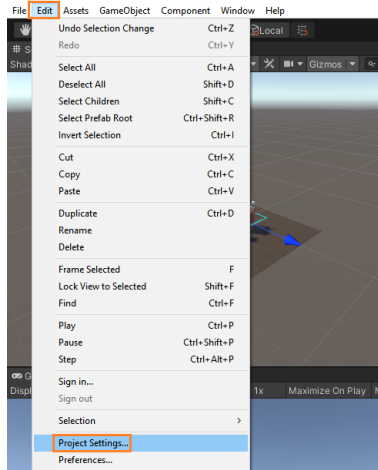 File Edit Assets GameObject Component Window Help
Undo Selection Change Ctrl+Z
Local
Redo Ctrl+Y
# S
Shad
Gizmos
Select All Ctrl+A
Deselect All Shift+D
Select Children Shift+C
Select Prefab Root Ctrl+Shift+R
Invert Selection Ctrl+I
Cut Ctrl+X
Copy Ctrl+C
Paste Ctrl+V
Duplicate Ctrl+D
Rename
Delete
Frame Selected F
Lock View to Selected Shift+F
Find Ctrl+F
Play Ctrl+P
Pause Ctrl+Shift+P
Step Ctrl+Alt+P
Sign in...
G
Displ
1x Maximize On Play M
Sign out
Selection >
Project Settings...
Preferences...